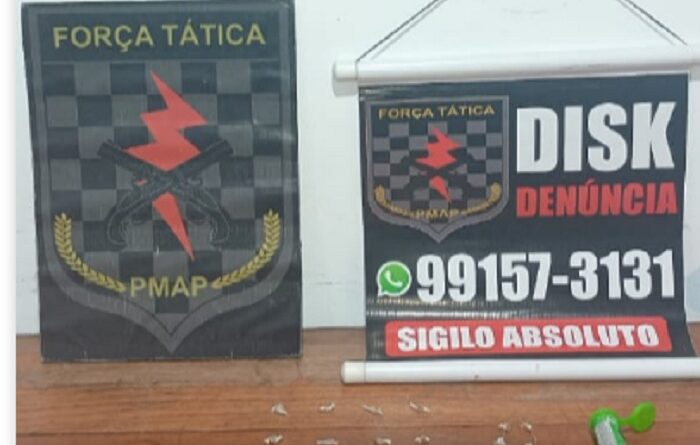 FORÇA TÁTICA
PMAP
FORÇA TÁTICA
PMAP
DISK
DENÚNCIA
99157-3131
SIGILO ABSOLUTO